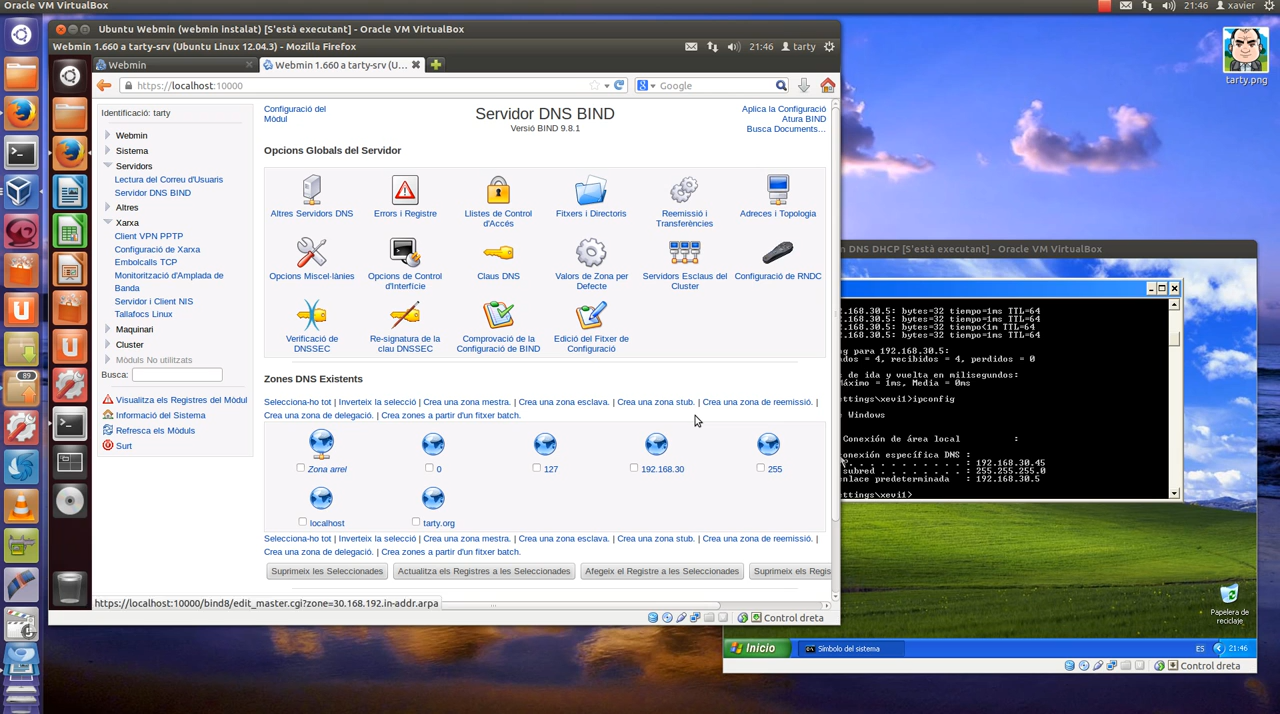 Oracle VM VirtualBox
21:46 xavier
tarty.png
Ubuntu Webmin (webmin instalat) [S'està executant] - Oracle VM VirtualBox
Webmin 1.660 a tarty-srv (Ubuntu Linux 12.04.3) - Mozilla Firefox
21:46 tarty
Webmin
Webmin 1.660 a tarty-srv (U...
https://localhost:10000
Google
Identificació: tarty
Webmin
Sistema
Servidors
Lectura del Correu d'Usuaris
Servidor DNS BIND
Altres
Xarxa
Client VPN PPTP
Configuració de Xarxa
Embolcalls TCP
Monitorització d'Amplada de
Banda
Servidor i Client NIS
Tallafocs Linux
Maquinari
Cluster
Mòduls No utilitzats
Busca:
Visualitza els Registres del Mòdul
Informació del Sistema
Refresca els Mòduls
Surt
Configuració del
Mòdul
Servidor DNS BIND
Versió BIND 9.8.1
Aplica la Configuració
Atura BIND
Busca Documents...
Opcions Globals del Servidor
Altres Servidors DNS
Errors i Registre
Llistes de Control
d'Accés
Fitxers i Directoris
Reemissió i
Transferències
Adreces i Topologia
Opcions Miscel·lànies
Opcions de Control
d'Interfície
Claus DNS
Valors de Zona per
Defecte
Servidors Esclaus del
Cluster
Configuració de RNDC
Verificació de
DNSSEC
Re-signatura de la
clau DNSSEC
Comprovació de la
Configuració de BIND
Edició del Fitxer de
Configuració
Zones DNS Existents
Selecciona-ho tot | Inverteix la selecció | Crea una zona mestra. | Crea una zona esclava. | Crea una zona stub. | Crea una zona de reemissió. |
Crea una zona de delegació. | Crea zones a partir d'un fitxer batch.
Zona arrel
0
127
192.168.30
255
localhost
tarty.org
Selecciona-ho tot | Inverteix la selecció | Crea una zona mestra. | Crea una zona esclava. | Crea una zona stub. | Crea una zona de reemissió. |
Crea una zona de delegació. | Crea zones a partir d'un fitxer batch.
Suprimeix les Seleccionades
Actualitza els Registres a les Seleccionades
Afegeix el Registre a les Seleccionades
Suprimeix els Regis
https://localhost:10000/bind8/edit_master.cgi?zone=30.168.192.in-addr.arpa
Control dreta
89
n DNS DHCP [S'està executant] - Oracle VM VirtualBox
.168.30.5: bytes=32 tiempo=1ms TTL=64
.168.30.5: bytes=32 tiempo=1ms TTL=64
.168.30.5: bytes=32 tiempo<1m TTL=64
.168.30.5: bytes=32 tiempo=1ms TTL=64
g para 192.168.30.5:
dos = 4, recibidos = 4, perdidos = 0
s de ida y vuelta en milisegundos:
áximo = 1ms, Media = 0ms
ettings\xevi1>ipconfig
Windows
Conexión de área local :
onexión específica DNS :
. . . . . . . . . . . : 192.168.30.45
subred . . . . . . . . : 255.255.255.0
enlace predeterminada : 192.168.30.5
ettings\xevi1>
Papelera de
reciclaje
Inicio
Símbolo del sistema
ES
21:46
Control dreta